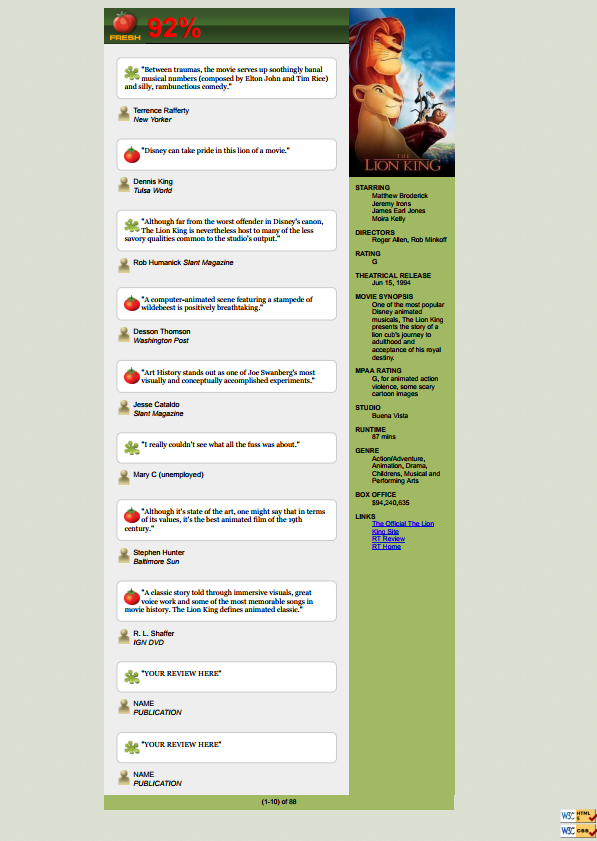 FRESH
92%
"Between traumas, the movie serves up soothingly banal
musical numbers (composed by Elton John and Tim Rice)
and silly, rambunctious comedy."
Terrence Rafferty
New Yorker
"Disney can take pride in this lion of a movie."
Dennis King
Tulsa World
"Although far from the worst offender in Disney's canon,
The Lion King is nevertheless host to many of the less
savory qualities common to the studio's output."
Rob Humanick Slant Magazine
"A computer-animated scene featuring a stampede of
wildebeest is positively breathtaking."
Desson Thomson
Washington Post
"Art History stands out as one of Joe Swanberg's most
visually and conceptually accomplished experiments."
Jesse Cataldo
Slant Magazine
"I really couldn't see what all the fuss was about."
Mary C (unemployed)
"Although it's state of the art, one might say that in terms
of its values, it's the best animated film of the 19th
century."
Stephen Hunter
Baltimore Sun
"A classic story told through immersive visuals, great
voice work and some of the most memorable songs in
movie history. The Lion King defines animated classic."
R. L. Shaffer
IGN DVD
"YOUR REVIEW HERE"
NAME
PUBLICATION
"YOUR REVIEW HERE"
NAME
PUBLICATION
THE
LION KING
STARRING
Matthew Broderick
Jeremy Irons
James Earl Jones
Moira Kelly
DIRECTORS
Roger Allen, Rob Minkoff
RATING
G
THEATRICAL RELEASE
Jun 15, 1994
MOVIE SYNOPSIS
One of the most popular
Disney animated
musicals, The Lion King
presents the story of a
lion cub's journey to
adulthood and
acceptance of his royal
destiny.
MPAA RATING
G, for animated action
violence, some scary
cartoon images
STUDIO
Buena Vista
RUNTIME
87 mins
GENRE
Action/Adventure,
Animation, Drama,
Childrens, Musical and
Performing Arts
BOX OFFICE
$94,240,635
LINKS
The Official The Lion
King Site
RT Review
RT Home
(1-10) of 88
W3C HTML
5
W3C CSS